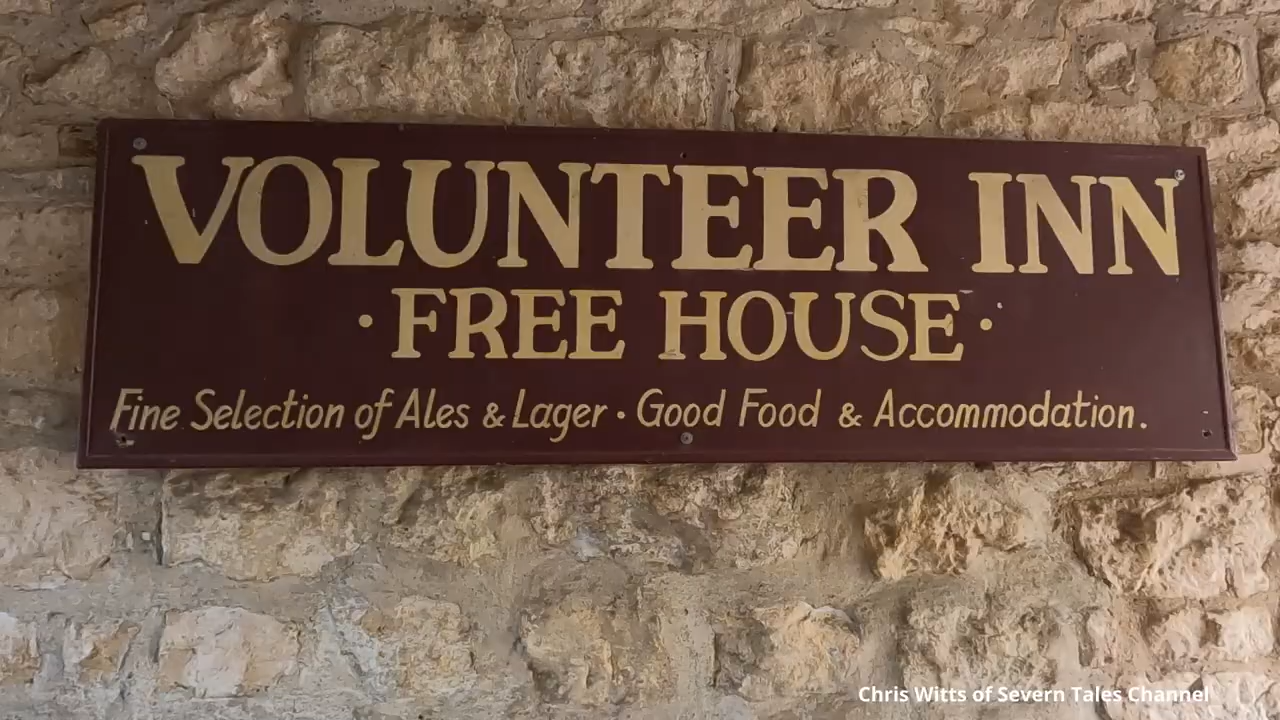 VOLUNTEER INN
· FREE HOUSE ·
Fine Selection of Ales & Lager · Good Food & Accommodation.
Chris Witts of Severn Tales Channel